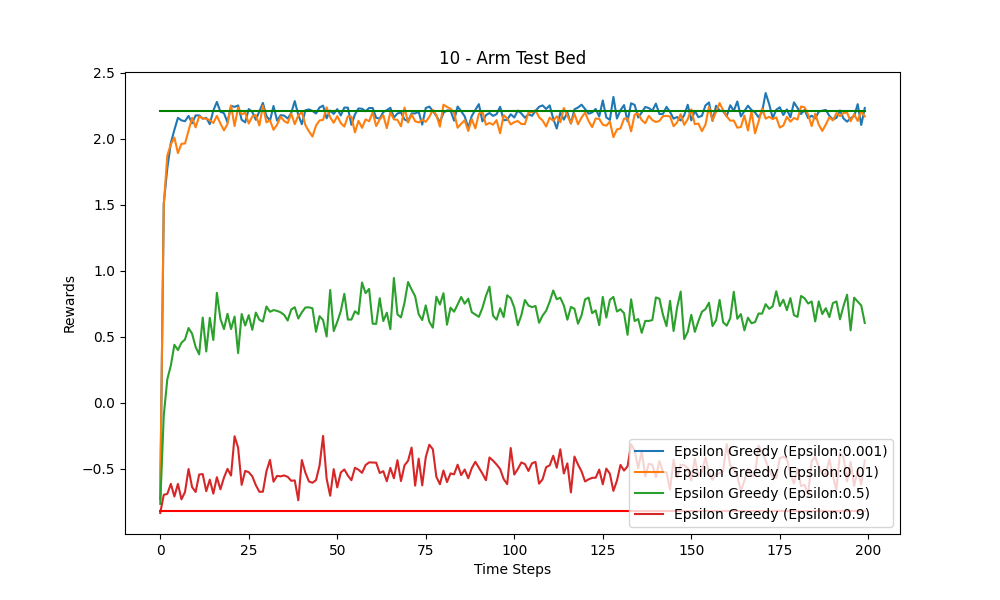 10 - Arm Test Bed
Rewards
2.5
2.0
1.5
1.0
0.5
0.0
−0.5
0
25
50
75
100
125
150
175
200
Time Steps
Epsilon Greedy (Epsilon:0.001)
Epsilon Greedy (Epsilon:0.01)
Epsilon Greedy (Epsilon:0.5)
Epsilon Greedy (Epsilon:0.9)